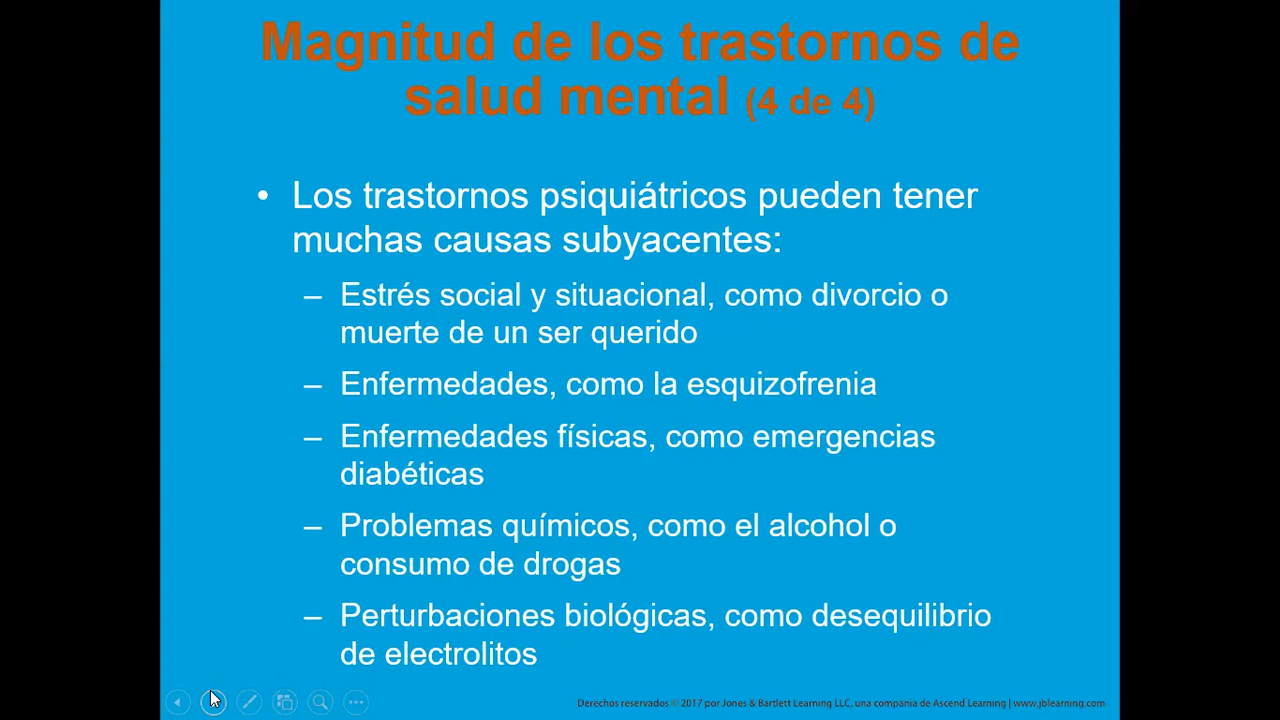 Magnitud de los trastornos de
salud mental (4 de 4)
• Los trastornos psiquiátricos pueden tener
muchas causas subyacentes:
– Estrés social y situacional, como divorcio o
muerte de un ser querido
– Enfermedades, como la esquizofrenia
– Enfermedades físicas, como emergencias
diabéticas
– Problemas químicos, como el alcohol o
consumo de drogas
– Perturbaciones biológicas, como desequilibrio
de electrolitos
Derechos reservados © 2017 por Jones & Bartlett Learning LLC, una compania de Ascend Learning | www.jblearning.com